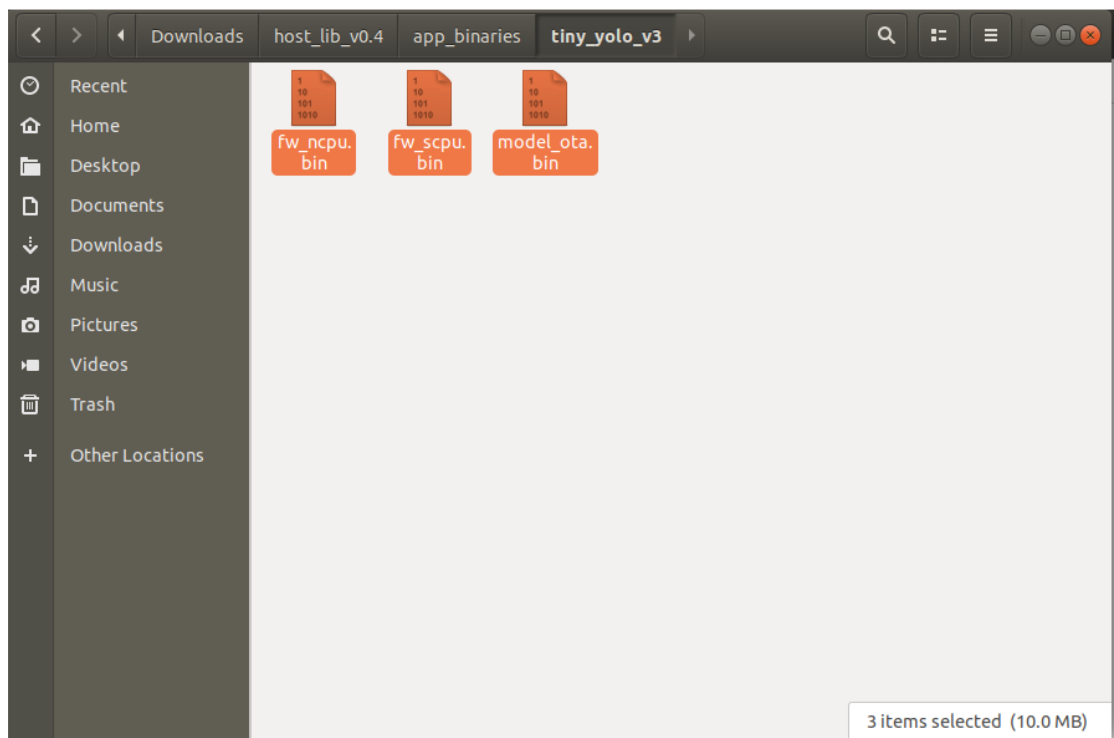 Downloads host_lib_v0.4 app_binaries tiny_yolo_v3
Recent
Home
Desktop
Documents
Downloads
Music
Pictures
Videos
Trash
Other Locations
1
10
101
1010
fw_ncpu.
bin
1
10
101
1010
fw_scpu.
bin
1
10
101
1010
model_ota.
bin
3 items selected (10.0 MB)